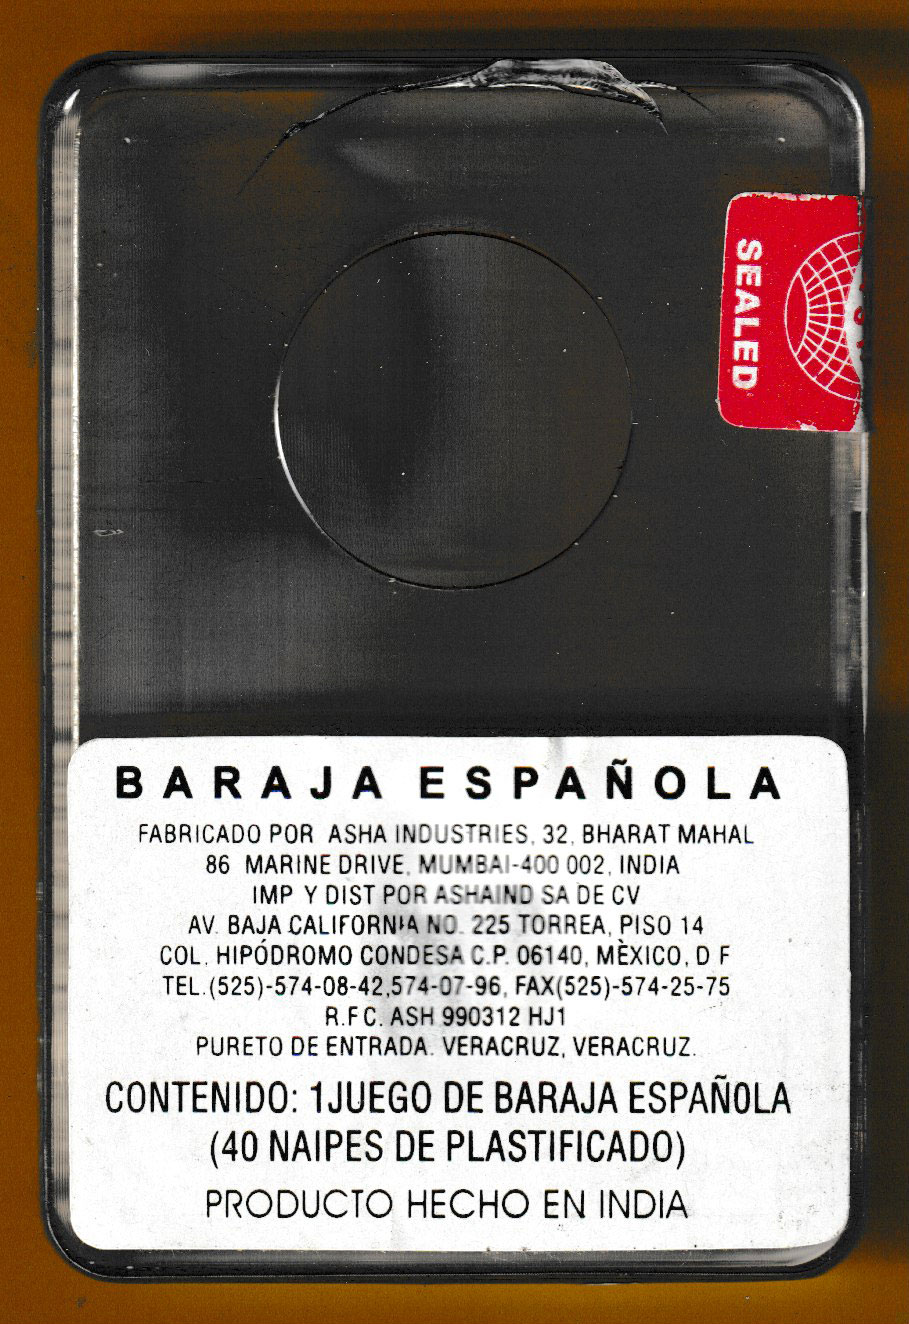 SEALED
BARAJA ESPAÑOLA
FABRICADO POR ASHA INDUSTRIES, 32, BHARAT MAHAL
86 MARINE DRIVE, MUMBAI-400 002, INDIA
IMP Y DIST POR ASHAIND SA DE CV
AV. BAJA CALIFORNIA NO. 225 TORREA, PISO 14
COL. HIPÓDROMO CONDESA C.P. 06140, MÈXICO, D F
TEL.(525)-574-08-42,574-07-96, FAX(525)-574-25-75
R.F.C. ASH 990312 HJ1
PURETO DE ENTRADA. VERACRUZ, VERACRUZ.
CONTENIDO: 1JUEGO DE BARAJA ESPAÑOLA
(40 NAIPES DE PLASTIFICADO)
PRODUCTO HECHO EN INDIA